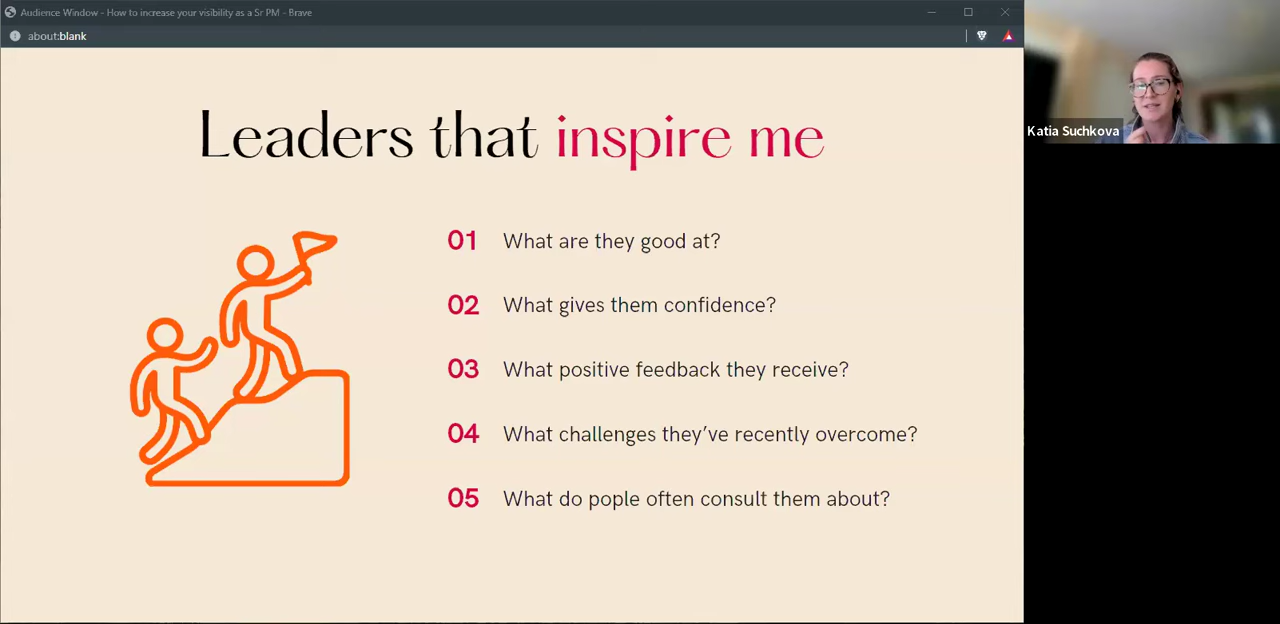 Audience Window - How to increase your visibility as a Sr PM - Brave
about:blank
Leaders that inspire me
01 What are they good at?
02 What gives them confidence?
03 What positive feedback they receive?
04 What challenges they’ve recently overcome?
05 What do pople often consult them about?
Katia Suchkova